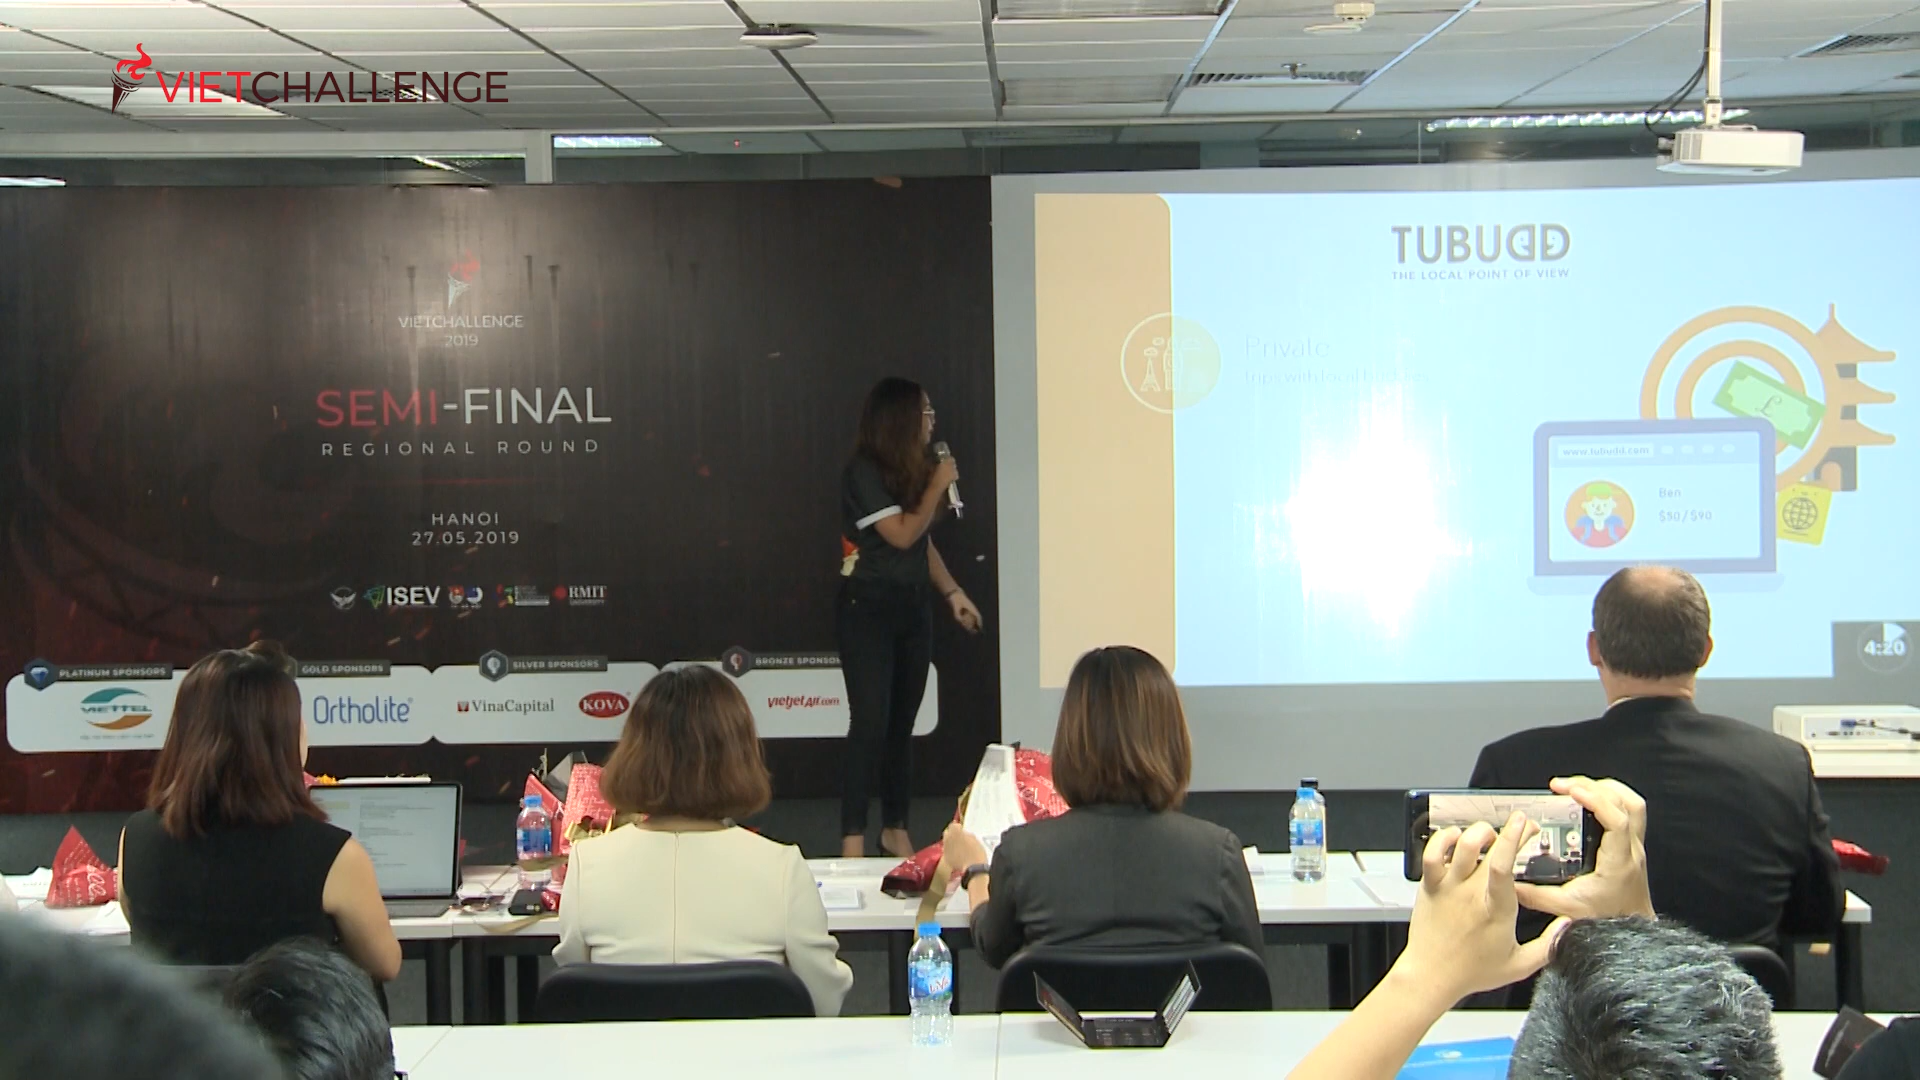 VIETCHALLENGE
VIETCHALLENGE
2019
SEMI-FINAL
REGIONAL ROUND
HANOI
27.05.2019
ISEV
RMIT
UNIVERSITY
PLATINUM SPONSORS
GOLD SPONSORS
SILVER SPONSORS
BRONZE SPONSOR
VIETTEL
Ortholite
VinaCapital
KOVA
VietjetAir.com
TUBUDD
THE LOCAL POINT OF VIEW
Private
www.tubudd.com
Ben
$50/$90
4:20